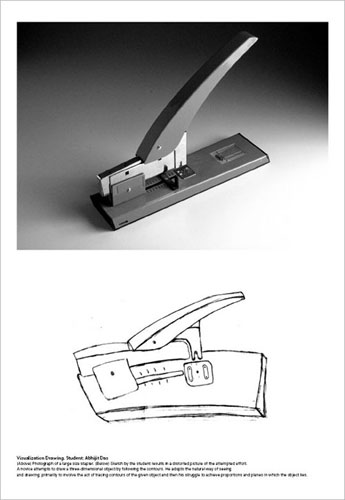 Visualization Drawing. Student: Abhijit Das
(Above) Photograph of a large size stapler. (Below) Sketch by the student results in a distorted picture of the attempted effort.
A novice attempts to draw a three-dimensional object by following the contours. He adopts the natural way of seeing
and drawing, primarily to involve the act of tracing contours of the given object and then his struggle to achieve proportions and planes in which the object lies.